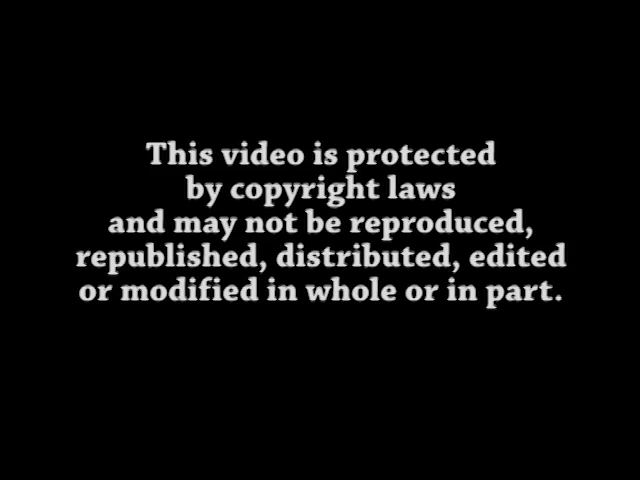 This video is protected
by copyright laws
and may not be reproduced,
republished, distributed, edited
or modified in whole or in part.